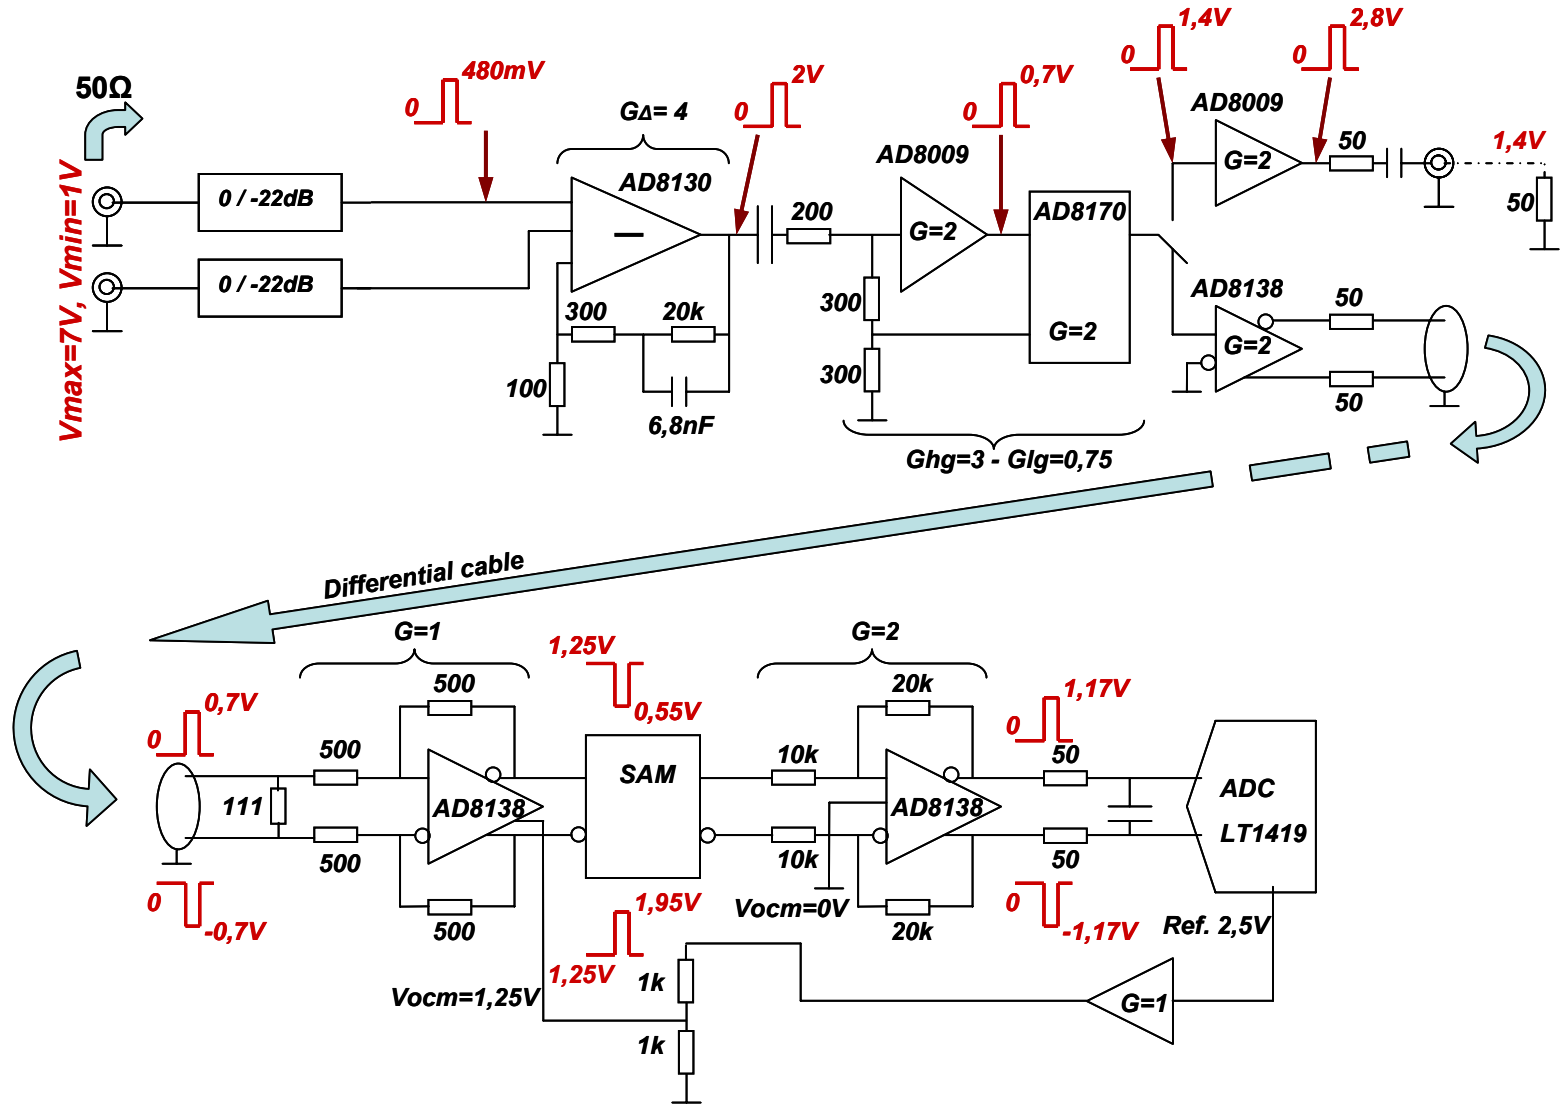 50Ω
Vmax=7V, Vmin=1V
0 / -22dB
0 / -22dB
0
480mV
GΔ= 4
AD8130
0
2V
300
20k
100
6,8nF
200
300
300
AD8009
G=2
0
0,7V
AD8170
G=2
Ghg=3 - Glg=0,75
0
1,4V
AD8009
G=2
0
2,8V
50
1,4V
50
AD8138
G=2
50
50
Differential cable
0
0,7V
0
-0,7V
111
G=1
500
500
500
500
AD8138
Vocm=1,25V
1,25V
0,55V
SAM
1,95V
1,25V
1k
1k
G=2
20k
10k
10k
20k
AD8138
Vocm=0V
0
1,17V
50
50
0
-1,17V
ADC
LT1419
Ref. 2,5V
G=1